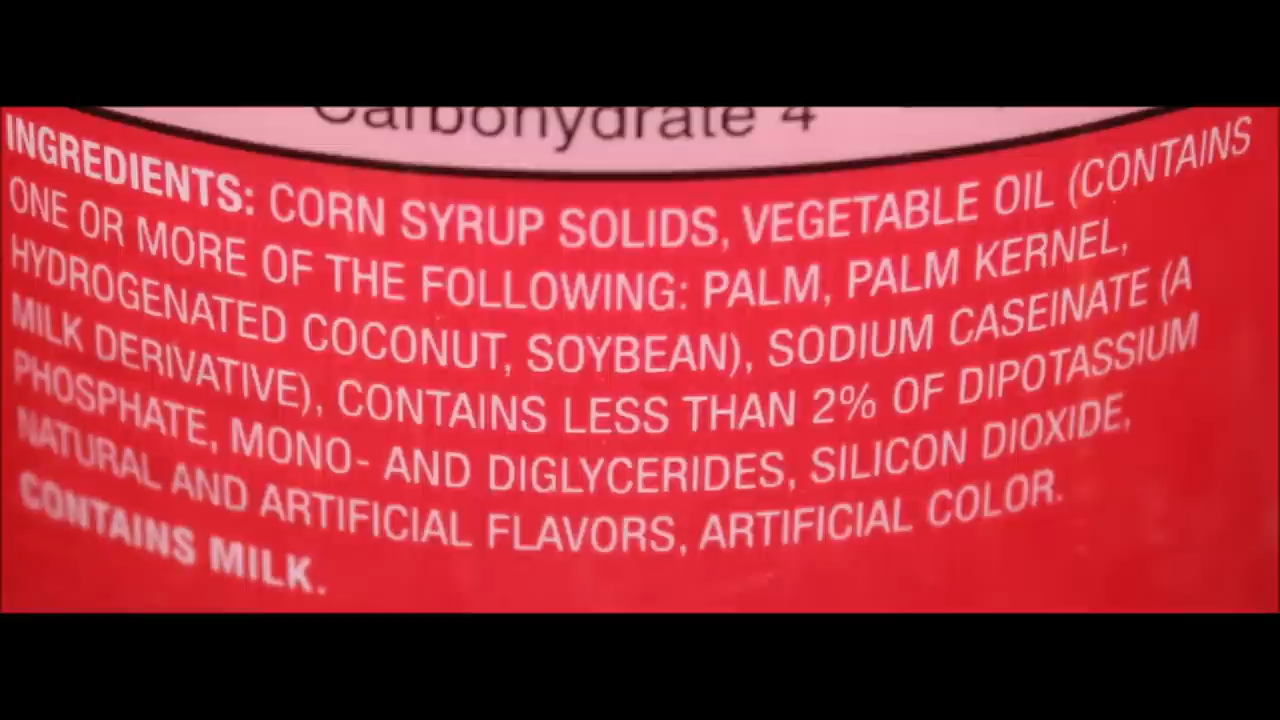 Carbohydrate 4
INGREDIENTS: CORN SYRUP SOLIDS, VEGETABLE OIL (CONTAINS
ONE OR MORE OF THE FOLLOWING: PALM, PALM KERNEL,
HYDROGENATED COCONUT, SOYBEAN), SODIUM CASEINATE (A
MILK DERIVATIVE), CONTAINS LESS THAN 2% OF DIPOTASSIUM
PHOSPHATE, MONO- AND DIGLYCERIDES, SILICON DIOXIDE,
NATURAL AND ARTIFICIAL FLAVORS, ARTIFICIAL COLOR.
CONTAINS MILK.